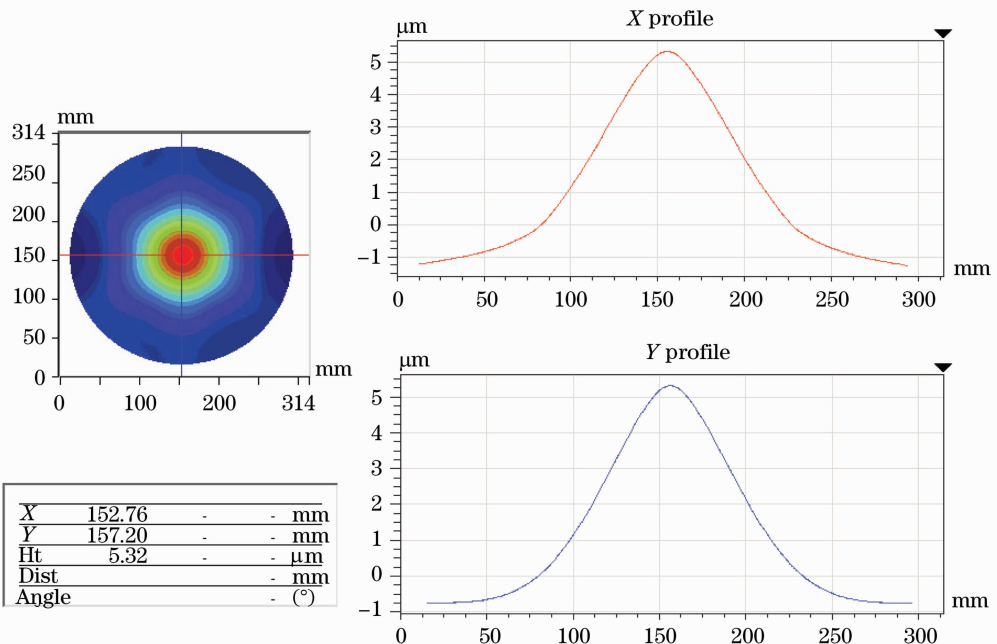 X profile
μm
5
4
3
2
1
0
−1
0 50 100 150 200 250 300
mm
mm
314
250
200
150
100
50
0
mm
0 100 200 314
Y profile
μm
5
4
3
2
1
0
−1
0 50 100 150 200 250 300
mm
X 152.76 - - mm
Y 157.20 - - mm
Ht 5.32 - - μm
Dist - mm
Angle - (°)